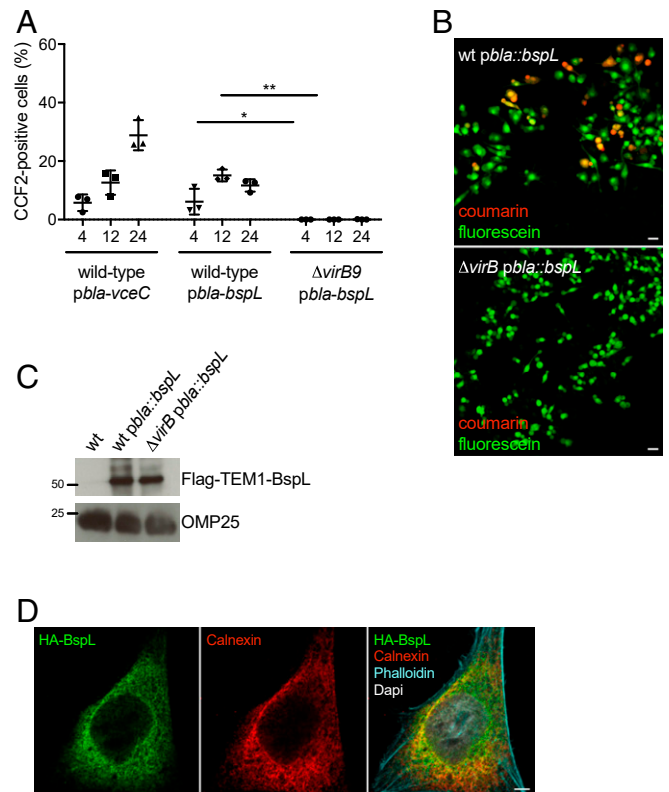 A
CCF2-positive cells (%)
60
40
20
0
**
*
4 12 24 4 12 24 4 12 24
wild-type wild-type ΔvirB9
pbla-vceC pbla-bspL pbla-bspL
B
wt pbla::bspL
coumarin
fluorescein
ΔvirB pbla::bspL
coumarin
fluorescein
C
wt
wt pbla::bspL
ΔvirB pbla::bspL
50
Flag-TEM1-BspL
25
OMP25
D
HA-BspL
Calnexin
HA-BspL
Calnexin
Phalloidin
Dapi